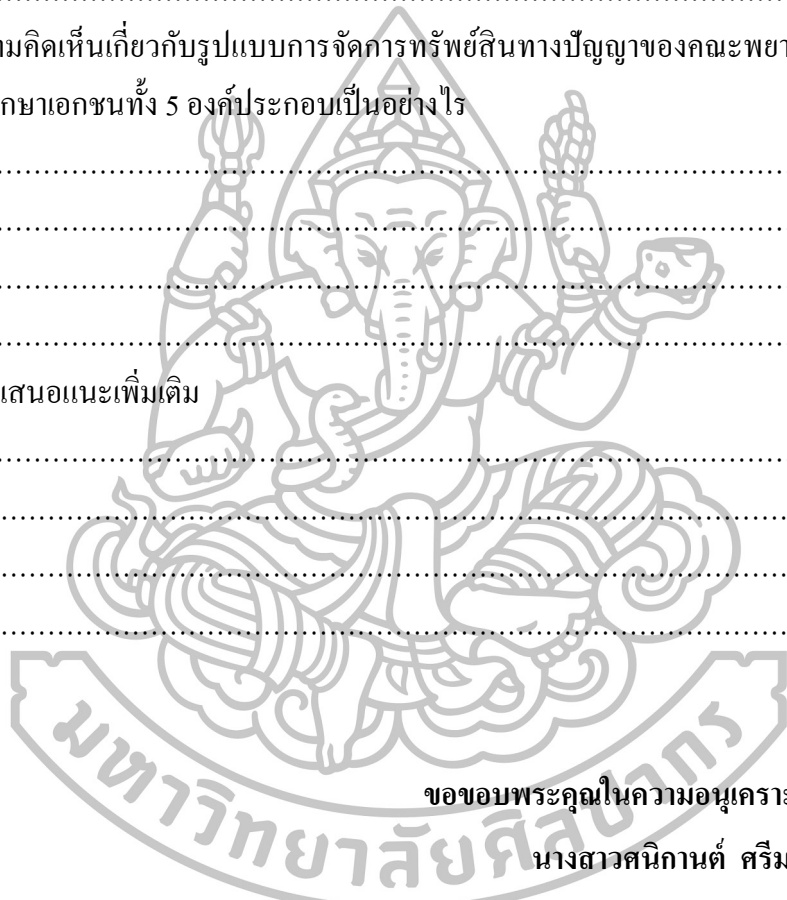 ................................................................................
ามคิดเห็นเกี่ยวกับรูปแบบการจัดการทรัพย์สินทางปัญญาของคณะพยา
กษาเอกชนทั้ง 5 องค์ประกอบเป็นอย่างไร
................................................................................
................................................................................
................................................................................
................................................................................
เสนอแนะเพิ่มเติม
................................................................................
................................................................................
................................................................................
................................................................................
ขอขอบพระคุณในความอนุเคราะ
นางสาวศนิกานต์ ศรีม
มหาวิทยาลัยศิลปากร